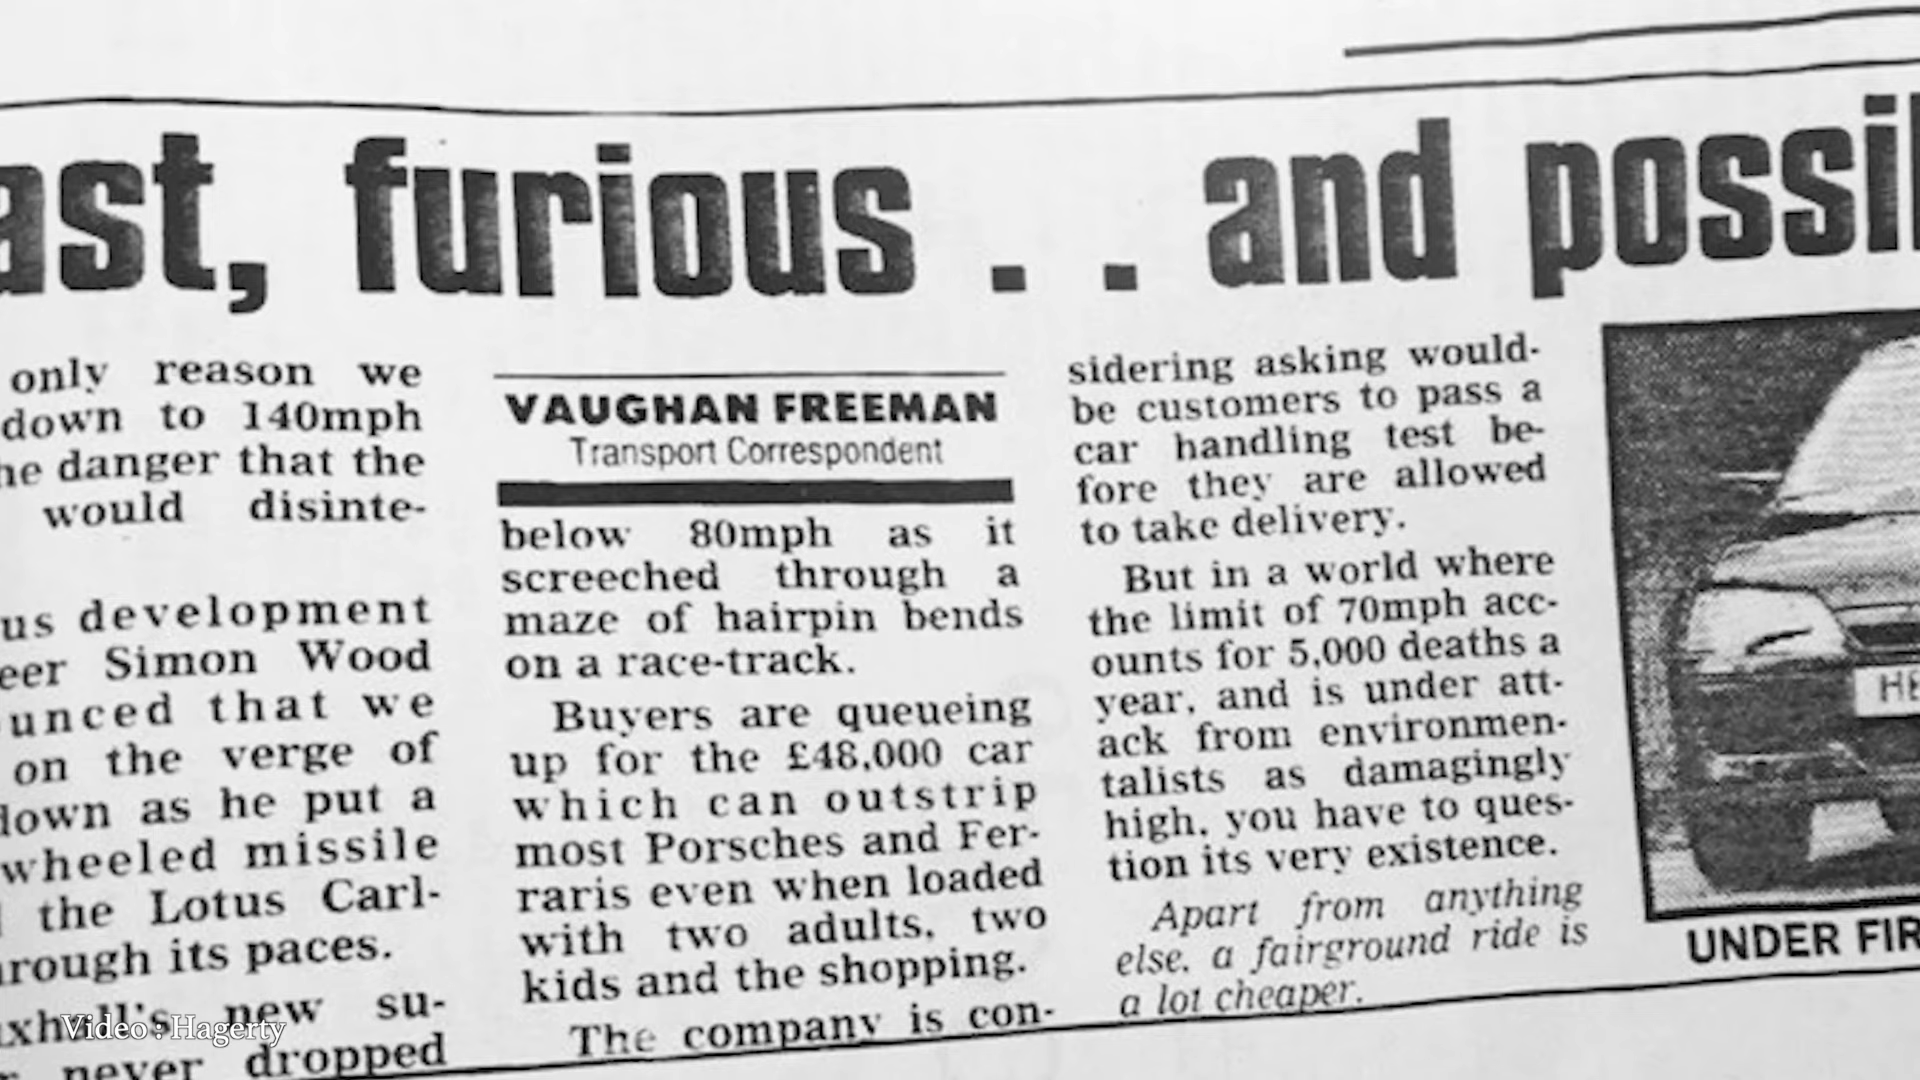 ast, furious . . and possi
only reason we
down to 140mph
he danger that the
would disinte-
us development
eer Simon Wood
unced that we
on the verge of
down as he put a
wheeled missile
the Lotus Carl-
rough its paces.
xhall's new su-
never dropped
VAUGHAN FREEMAN
Transport Correspondent
below 80mph as it
screeched through a
maze of hairpin bends
on a race-track.
Buyers are queueing
up for the £48,000 car
which can outstrip
most Porsches and Fer-
raris even when loaded
with two adults, two
kids and the shopping.
The company is con-
sidering asking would-
be customers to pass a
car handling test be-
fore they are allowed
to take delivery.
But in a world where
the limit of 70mph acc-
ounts for 5,000 deaths a
year, and is under att-
ack from environmen-
talists as damagingly
high, you have to ques-
tion its very existence.
Apart from anything
else, a fairground ride is
a lot cheaper.
HE
UNDER FIR
Video : Hagerty